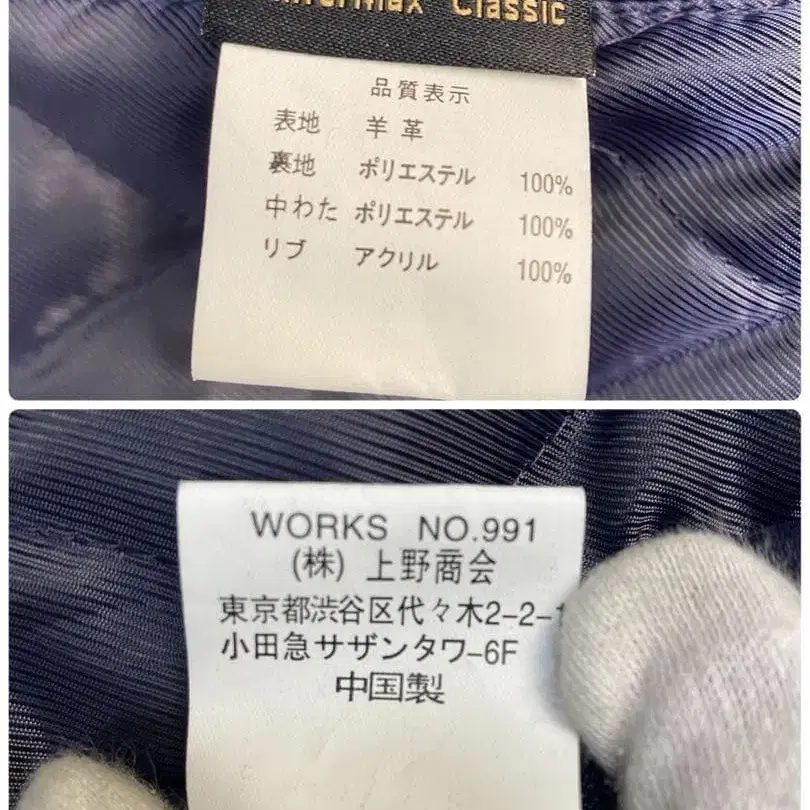 Classic
品質表示
表地 羊革
裏地 ポリエステル 100%
中わた ポリエステル 100%
リブ アクリル 100%
WORKS NO.991
(株) 上野商会
東京都渋谷区代々木2-2-1
小田急サザンタワ-6F
中国製